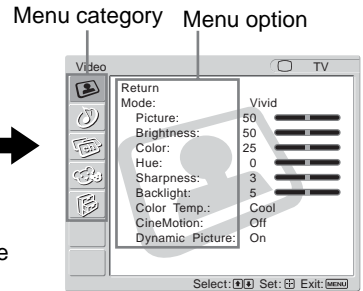 Menu category Menu option
Video TV
Return
Mode: Vivid
Picture: 50
Brightness: 50
Color: 25
Hue: 0
Sharpness: 3
Backlight: 5
Color Temp.: Cool
CineMotion: Off
Dynamic Picture: On
e
Select: Set: Exit: MENU